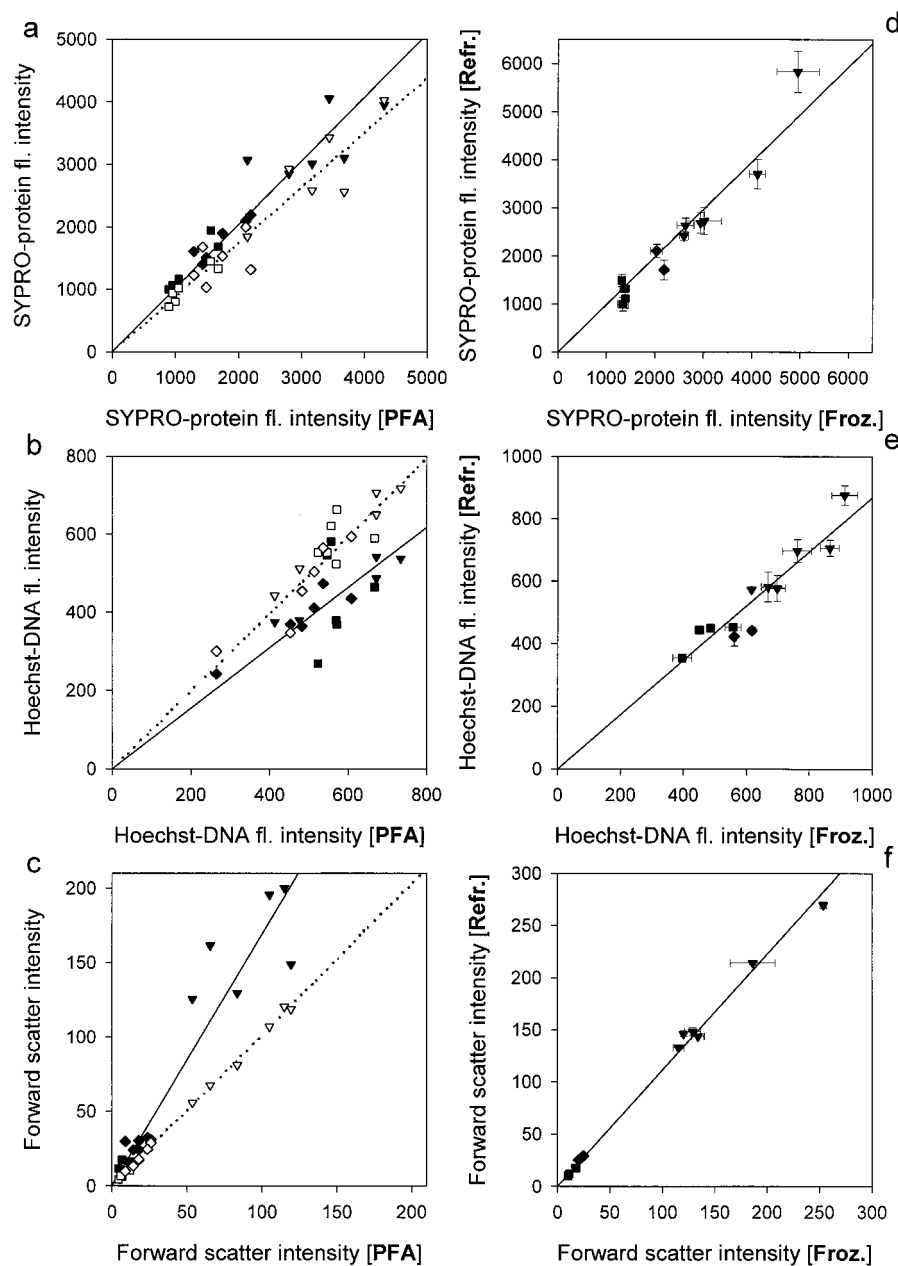 a
SYPRO-protein fl. intensity
5000
4000
3000
2000
1000
0
0 1000 2000 3000 4000 5000
SYPRO-protein fl. intensity [PFA]
d
SYPRO-protein fl. intensity [Refr.]
6000
5000
4000
3000
2000
1000
0
0 1000 2000 3000 4000 5000 6000
SYPRO-protein fl. intensity [Froz.]
b
Hoechst-DNA fl. intensity
800
600
400
200
0
0 200 400 600 800
Hoechst-DNA fl. intensity [PFA]
e
Hoechst-DNA fl. intensity [Refr.]
1000
800
600
400
200
0
0 200 400 600 800 1000
Hoechst-DNA fl. intensity [Froz.]
c
Forward scatter intensity
200
150
100
50
0
0 50 100 150 200
Forward scatter intensity [PFA]
f
Forward scatter intensity [Refr.]
300
250
200
150
100
50
0
0 50 100 150 200 250 300
Forward scatter intensity [Froz.]